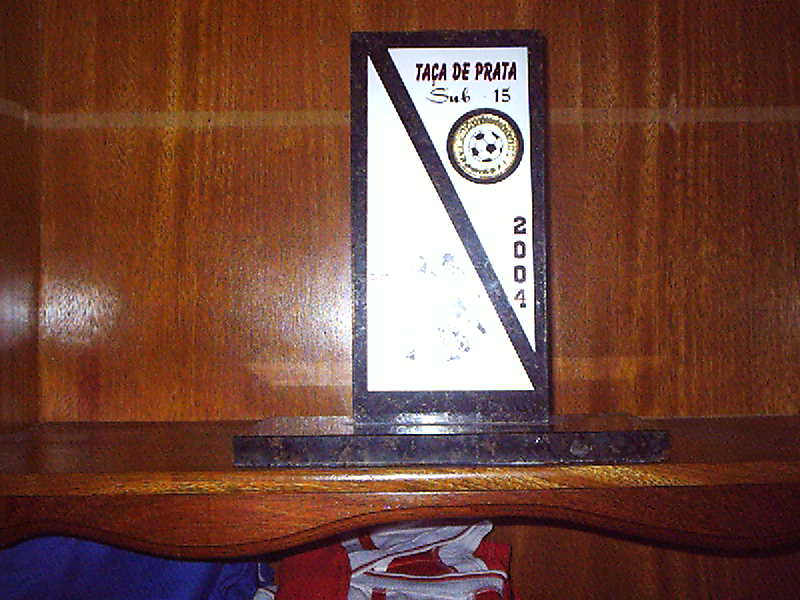 TAÇA DE PRATA
Sub - 15
2004